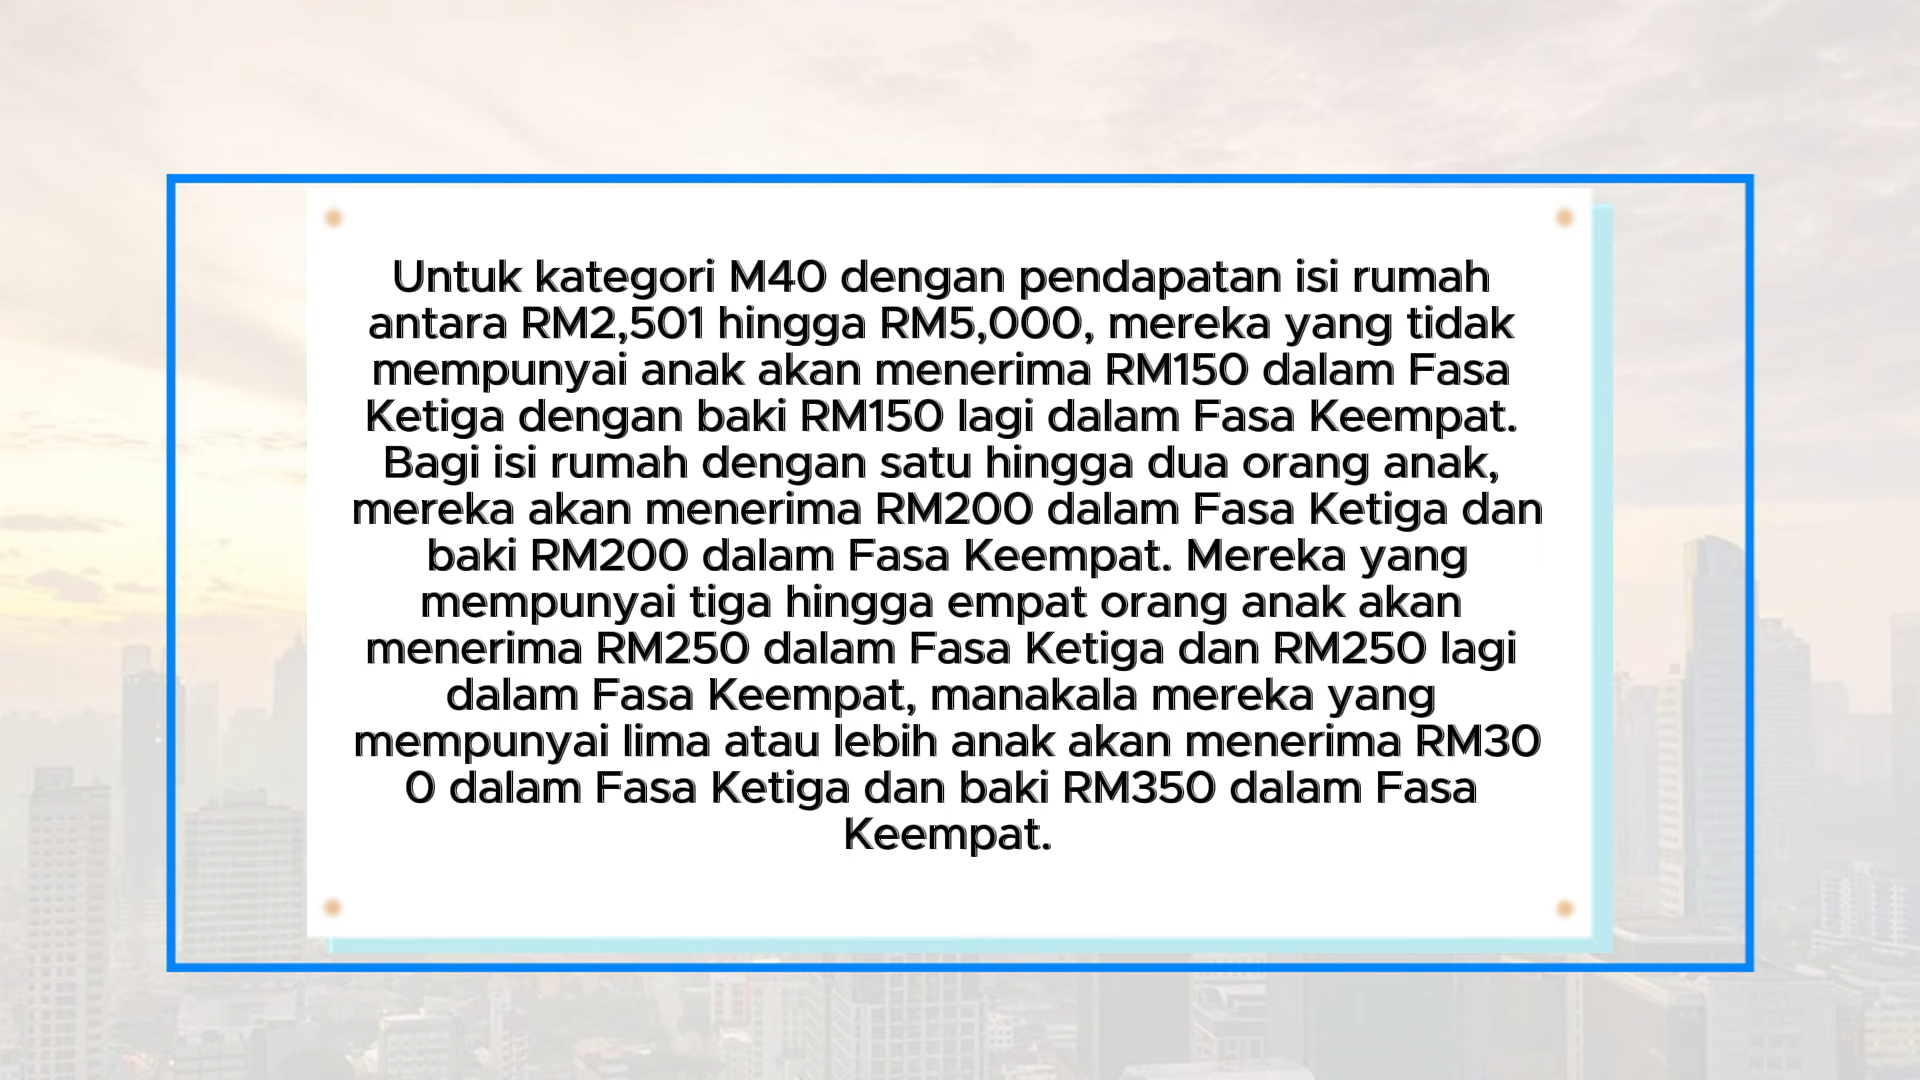 Untuk kategori M40 dengan pendapatan isi rumah
antara RM2,501 hingga RM5,000, mereka yang tidak
mempunyai anak akan menerima RM150 dalam Fasa
Ketiga dengan baki RM150 lagi dalam Fasa Keempat.
Bagi isi rumah dengan satu hingga dua orang anak,
mereka akan menerima RM200 dalam Fasa Ketiga dan
baki RM200 dalam Fasa Keempat. Mereka yang
mempunyai tiga hingga empat orang anak akan
menerima RM250 dalam Fasa Ketiga dan RM250 lagi
dalam Fasa Keempat, manakala mereka yang
mempunyai lima atau lebih anak akan menerima RM30
0 dalam Fasa Ketiga dan baki RM350 dalam Fasa
Keempat.